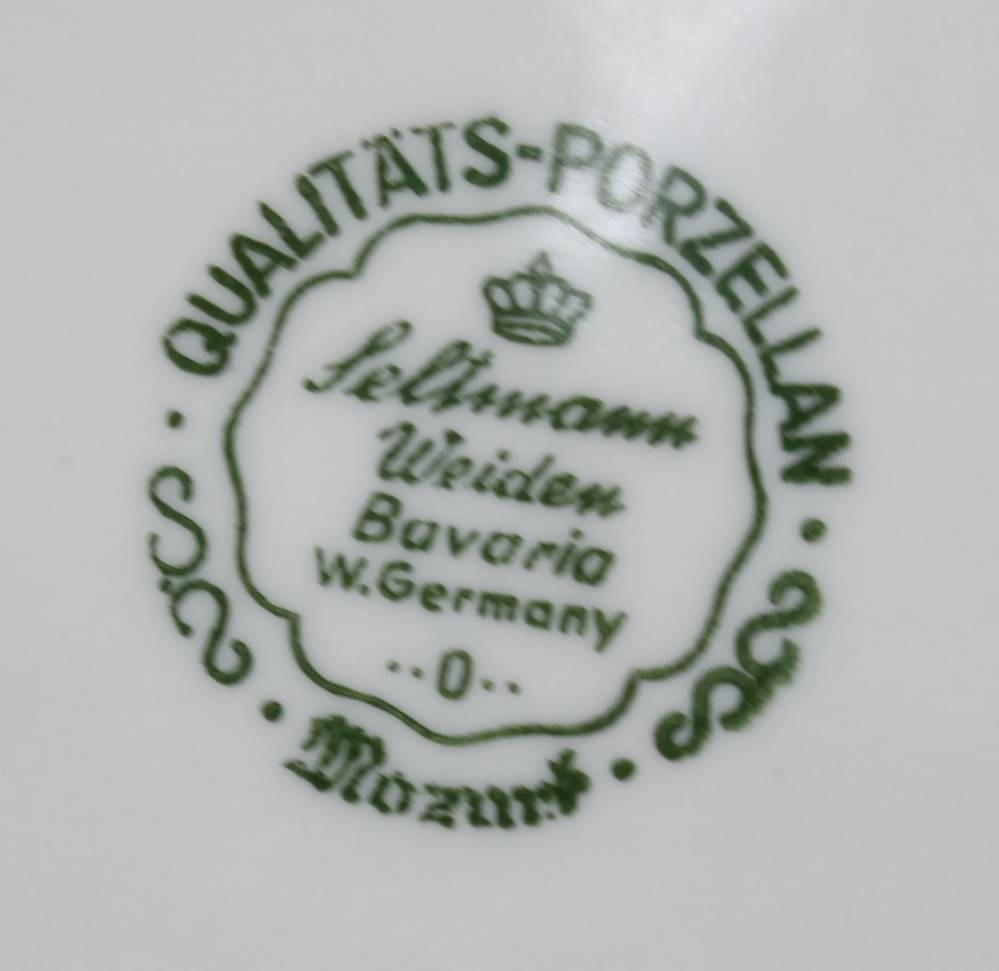 QUALITÄTS-PORZELLAN
Seltmann
Weiden
Bavaria
W.Germany
··0··
Mozart